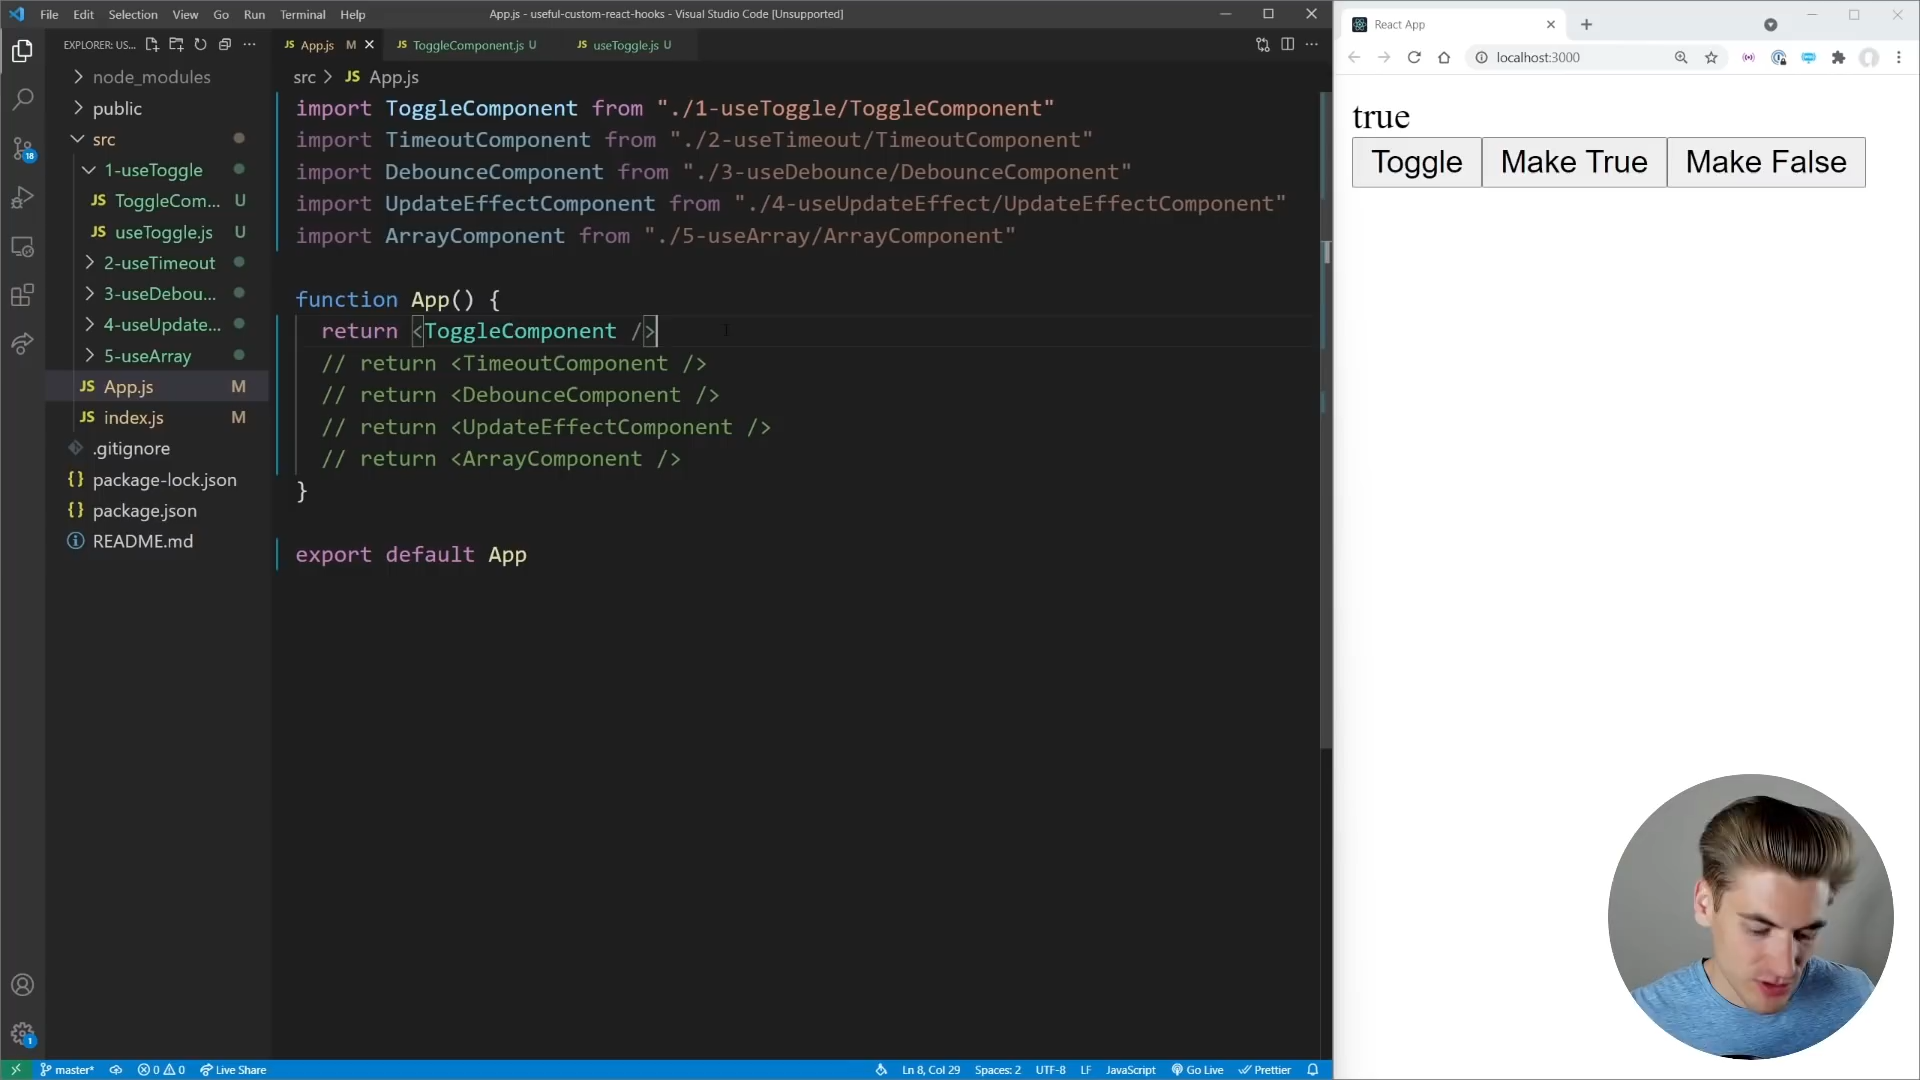 File Edit Selection View Go Run Terminal Help
App.js - useful-custom-react-hooks - Visual Studio Code [Unsupported]
EXPLORER: US...
App.js M
ToggleComponent.js U
useToggle.js U
node_modules
public
src
1-useToggle
ToggleCom... U
useToggle.js U
2-useTimeout
3-useDebou...
4-useUpdate...
5-useArray
App.js M
index.js M
.gitignore
package-lock.json
package.json
README.md
18
1
src > JS App.js
import ToggleComponent from "./1-useToggle/ToggleComponent"
import TimeoutComponent from "./2-useTimeout/TimeoutComponent"
import DebounceComponent from "./3-useDebounce/DebounceComponent"
import UpdateEffectComponent from "./4-useUpdateEffect/UpdateEffectComponent"
import ArrayComponent from "./5-useArray/ArrayComponent"
function App() {
return <ToggleComponent />
// return <TimeoutComponent />
// return <DebounceComponent />
// return <UpdateEffectComponent />
// return <ArrayComponent />
}
export default App
master* 0 0 Live Share
Ln 8, Col 29 Spaces: 2 UTF-8 LF JavaScript Go Live Prettier
React App
localhost:3000
true
Toggle Make True Make False